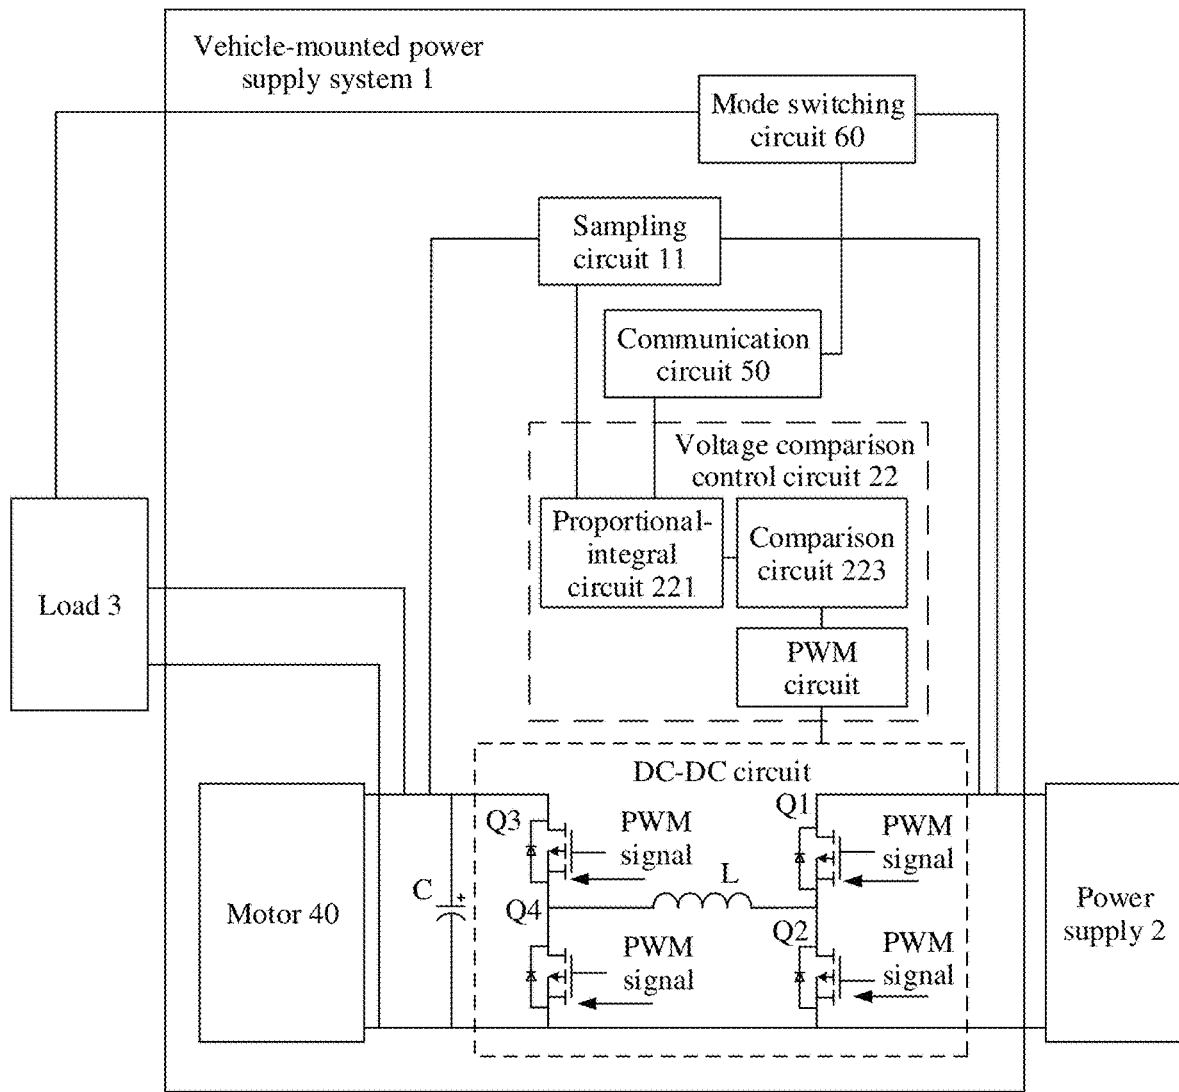 Vehicle-mounted power
supply system 1
Mode switching
circuit 60
Sampling
circuit 11
Communication
circuit 50
Voltage comparison
control circuit 22
Proportional-
integral
circuit 221
Comparison
circuit 223
PWM
circuit
Load 3
DC-DC circuit
Q3
PWM
signal
Q1
PWM
signal
Motor 40
C
+
Q4
L
Q2
PWM
signal
PWM
signal
Power
supply 2